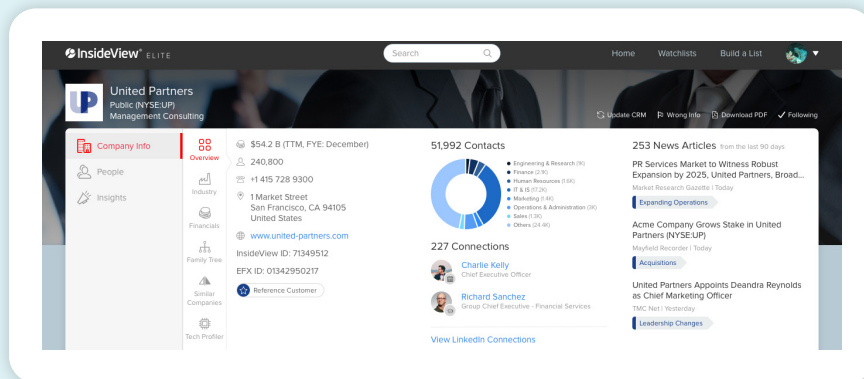 InsideView® ELITE
Search
Home
Watchlists
Build a List
UP
United Partners
Public (NYSE:UP)
Management Consulting
Update CRM
Wrong Info
Download PDF
Following
Company Info
People
Insights
Overview
Industry
Financials
Family Tree
Similar
Companies
Tech Profiler
$54.2 B (TTM, FYE: December)
240,800
+1 415 728 9300
1 Market Street
San Francisco, CA 94105
United States
www.united-partners.com
InsideView ID: 71349512
EFX ID: 01342950217
Reference Customer
51,992 Contacts
Engineering & Research (1K)
Finance (2.1K)
Human Resources (1.6K)
IT & IS (17.2K)
Marketing (1.4K)
Operations & Administration (3K)
Sales (1.3K)
Others (24.4K)
227 Connections
Charlie Kelly
Chief Executive Officer
Richard Sanchez
Group Chief Executive - Financial Services
View LinkedIn Connections
253 News Articles from the last 90 days
PR Services Market to Witness Robust
Expansion by 2025, United Partners, Broad...
Market Research Gazette | Today
Expanding Operations
Acme Company Grows Stake in United
Partners (NYSE:UP)
Mayfield Recorder | Today
Acquisitions
United Partners Appoints Deandra Reynolds
as Chief Marketing Officer
TMC Net | Yesterday
Leadership Changes